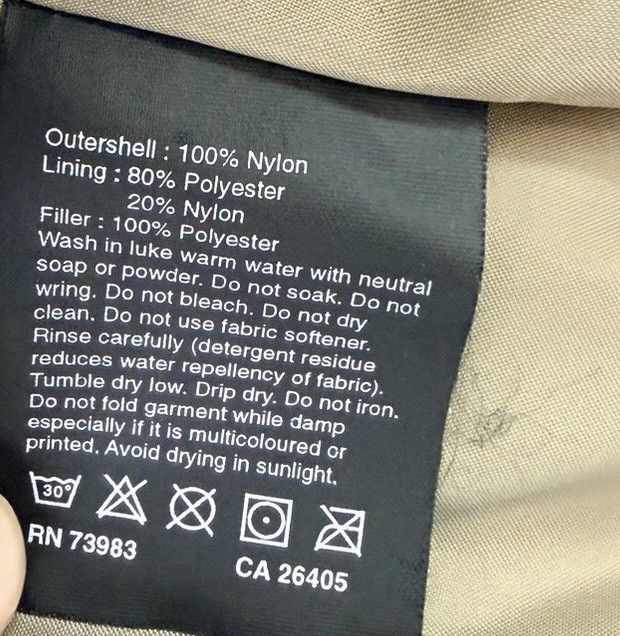 Outershell : 100% Nylon
Lining : 80% Polyester
20% Nylon
Filler : 100% Polyester
Wash in luke warm water with neutral
soap or powder. Do not soak. Do not
wring. Do not bleach. Do not dry
clean. Do not use fabric softener.
Rinse carefully (detergent residue
reduces water repellency of fabric).
Tumble dry low. Drip dry. Do not iron.
Do not fold garment while damp
especially if it is multicoloured or
printed. Avoid drying in sunlight.
30°
RN 73983
CA 26405